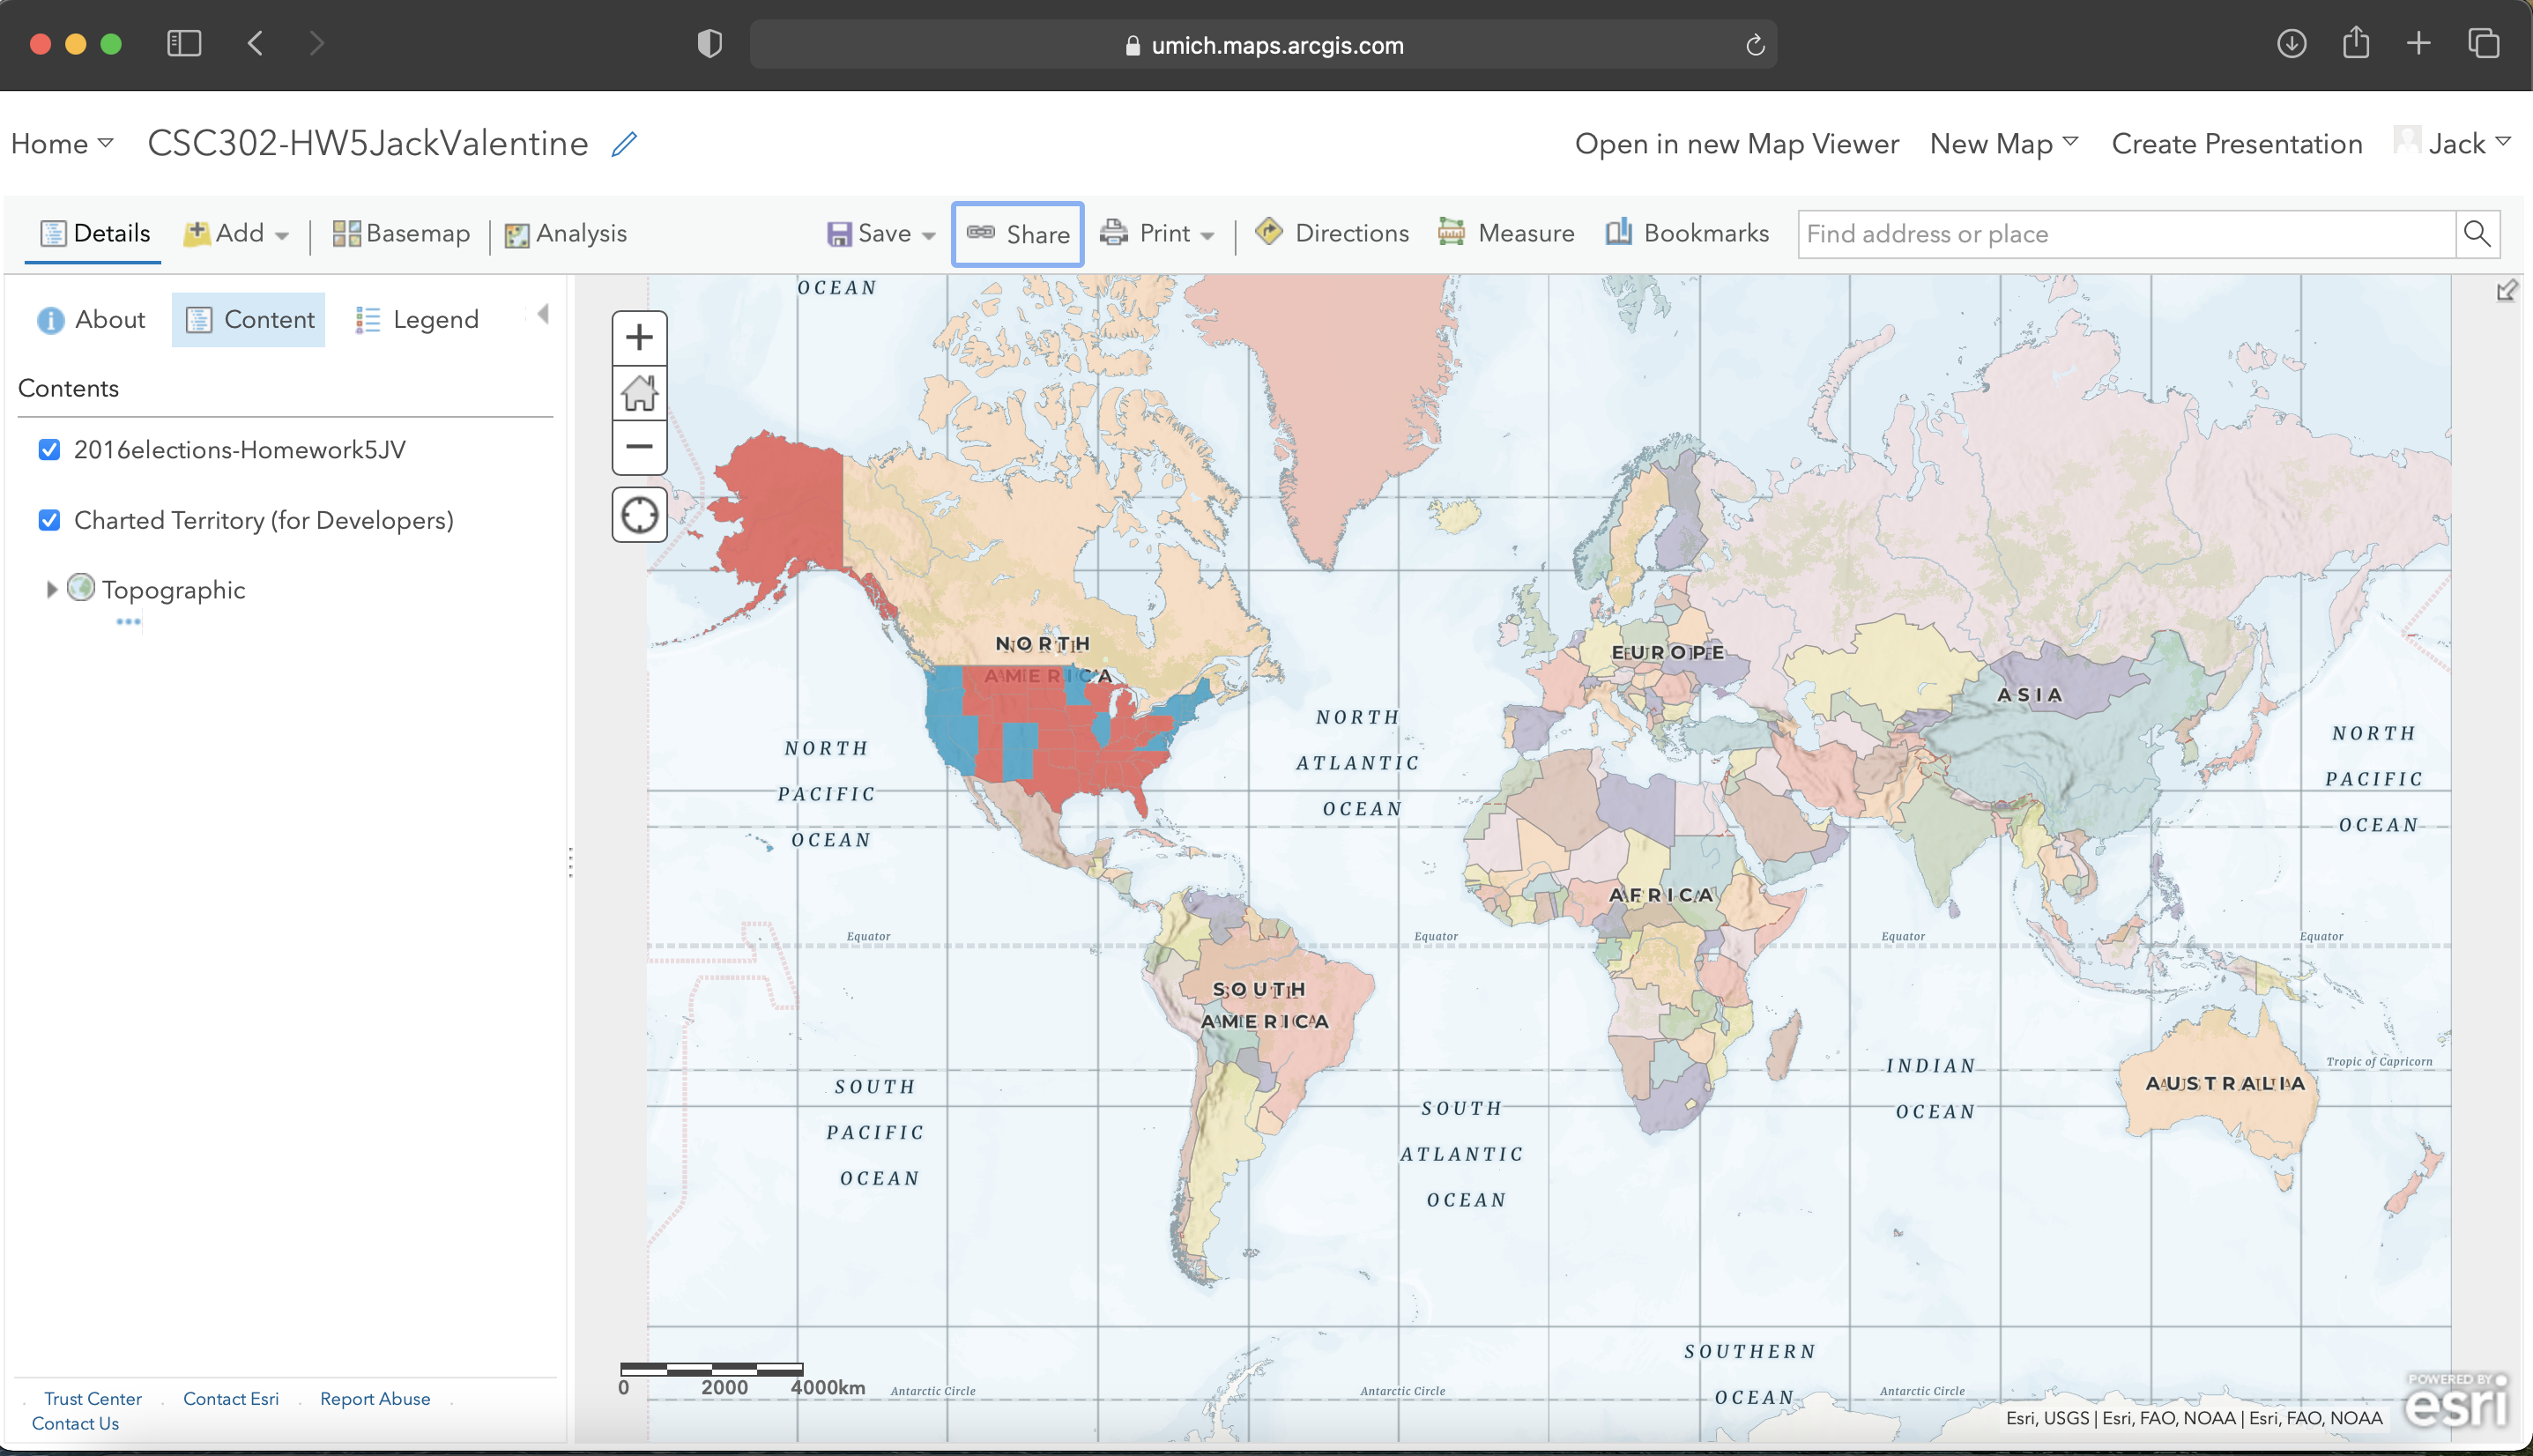 umich.maps.arcgis.com
Home CSC302-HW5JackValentine Open in new Map Viewer New Map Create Presentation Jack
Details Add Basemap Analysis Save Share Print Directions Measure Bookmarks Find address or place
About Content Legend
Contents
2016elections-Homework5JV
Charted Territory (for Developers)
Topographic
OCEAN
NORTH
AMERICA
EUROPE
ASIA
NORTH
PACIFIC
OCEAN
NORTH
ATLANTIC
OCEAN
NORTH
PACIFIC
OCEAN
AFRICA
Equator Equator Equator Equator
SOUTH
AMERICA
Tropic of Capricorn
AUSTRALIA
INDIAN
OCEAN
SOUTH
PACIFIC
OCEAN
SOUTH
ATLANTIC
OCEAN
SOUTHERN
OCEAN
0 2000 4000km
Antarctic Circle Antarctic Circle Antarctic Circle
Trust Center . Contact Esri . Report Abuse .
Contact Us
Esri, USGS | Esri, FAO, NOAA | Esri, FAO, NOAA
POWERED BY
esri